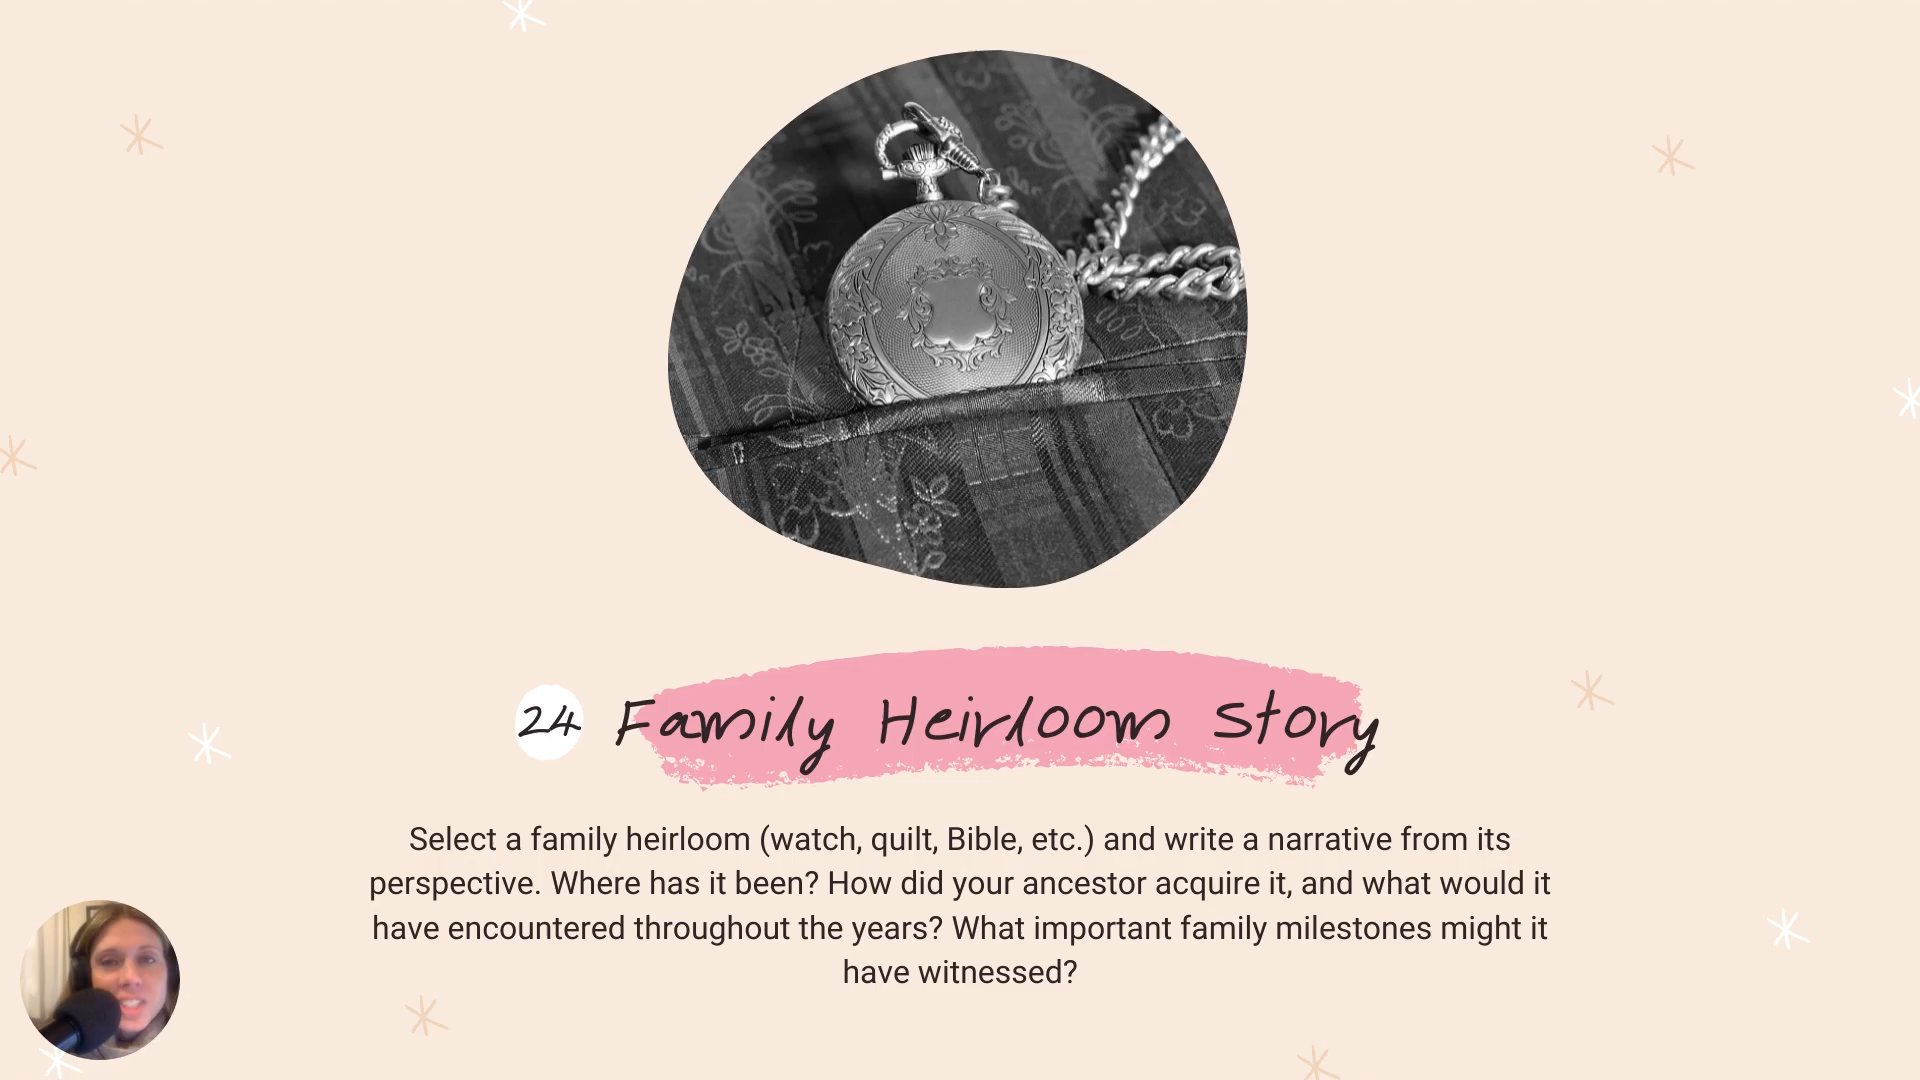 24 Family Heirloom Story
Select a family heirloom (watch, quilt, Bible, etc.) and write a narrative from its
perspective. Where has it been? How did your ancestor acquire it, and what would it
have encountered throughout the years? What important family milestones might it
have witnessed?